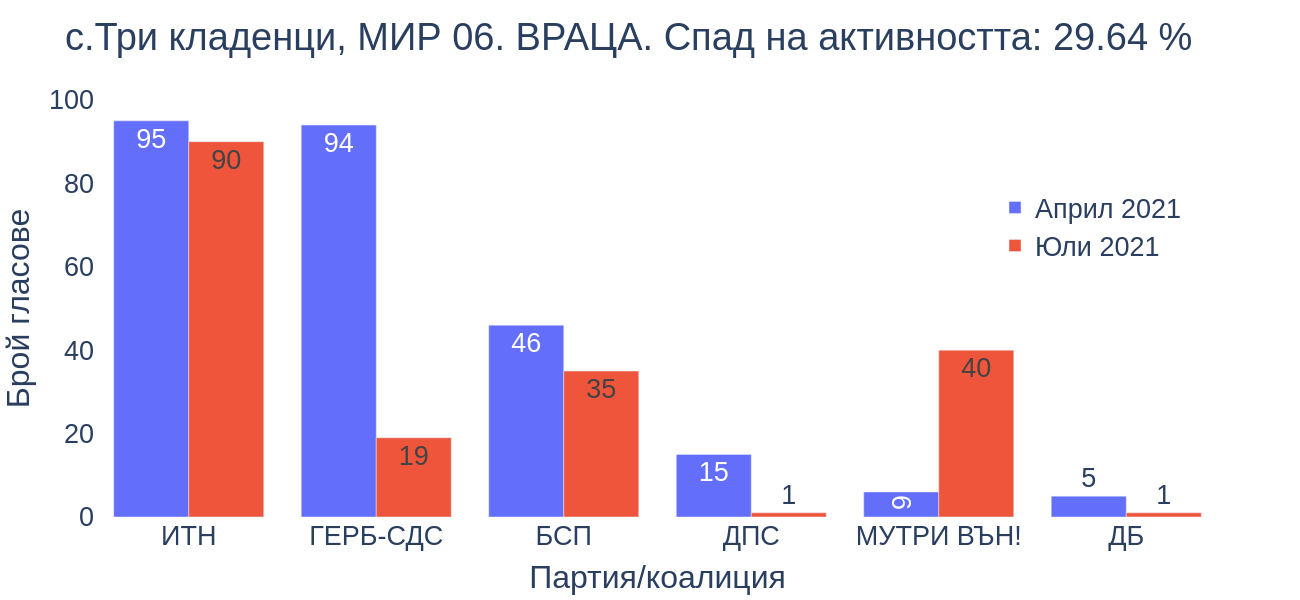 с.Три кладенци, МИР 06. ВРАЦА. Спад на активността: 29.64 %
100
80
60
40
20
0
Брой гласове
95
90
94
19
46
35
15
1
6
40
5
1
Април 2021
Юли 2021
ИТН
ГЕРБ-СДС
БСП
ДПС
МУТРИ ВЪН!
ДБ
Партия/коалиция